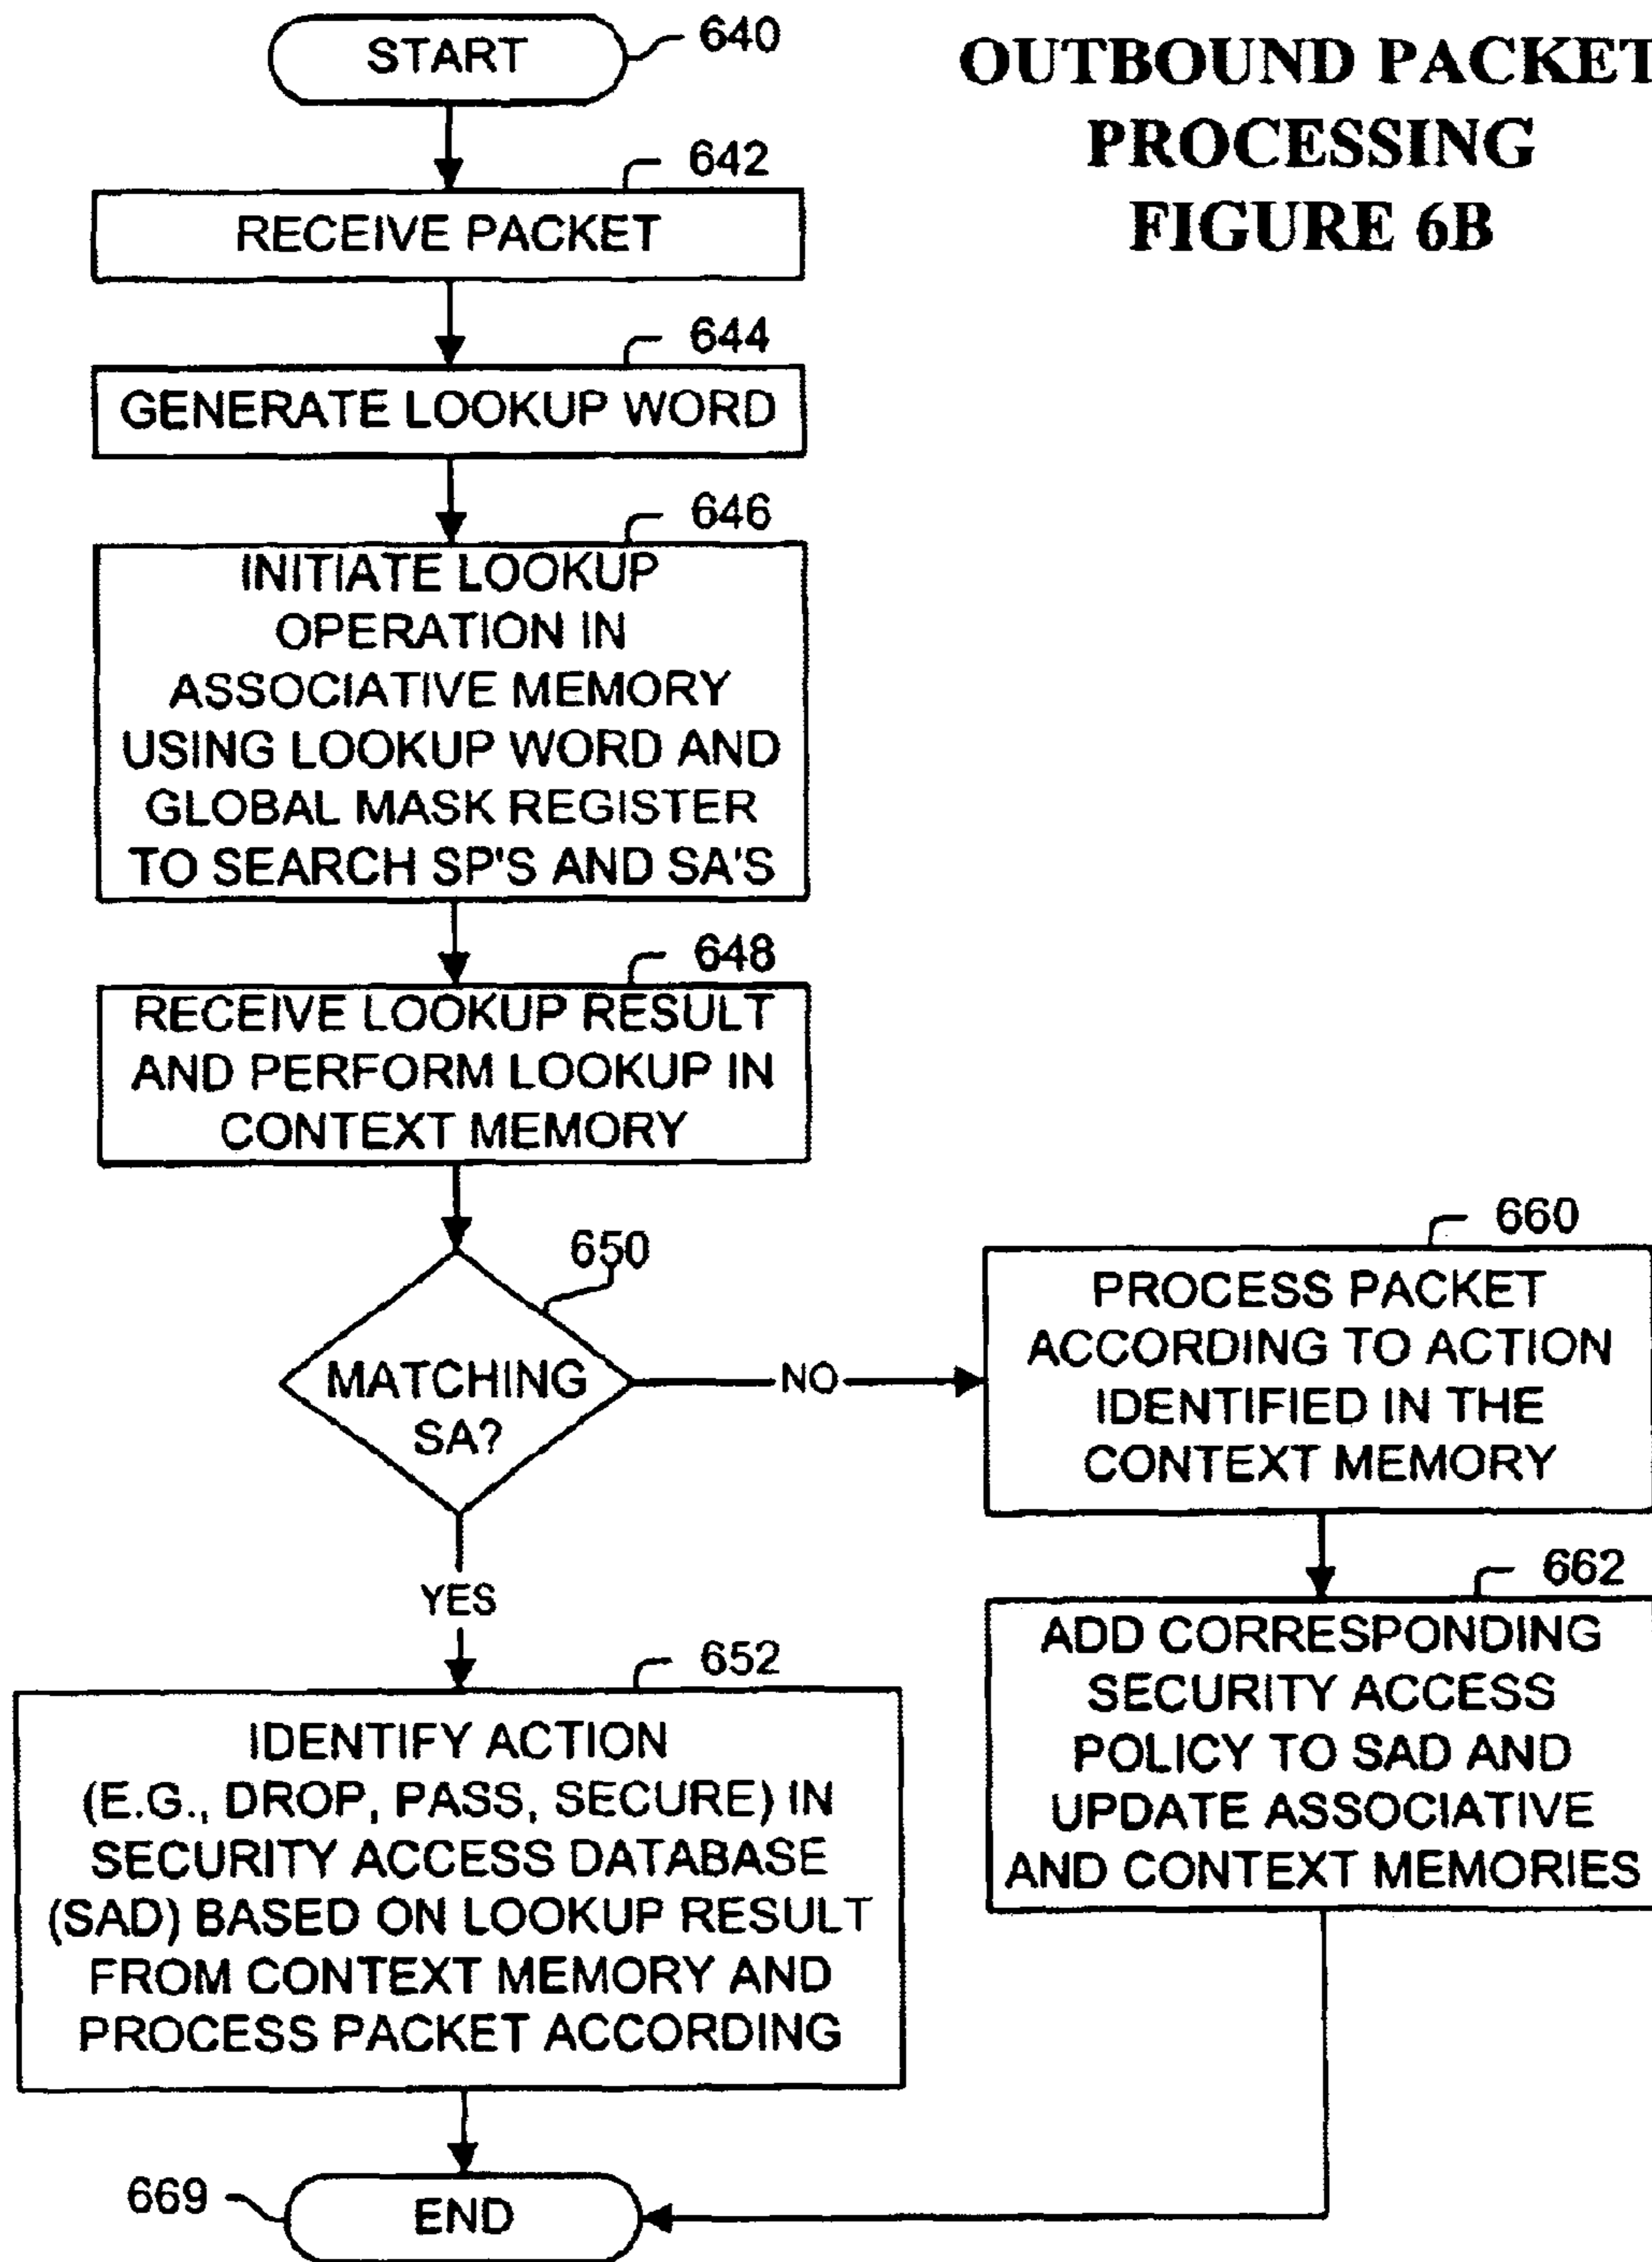 OUTBOUND PACKET
PROCESSING
FIGURE 6B
START
640
642
RECEIVE PACKET
644
GENERATE LOOKUP WORD
646
INITIATE LOOKUP
OPERATION IN
ASSOCIATIVE MEMORY
USING LOOKUP WORD AND
GLOBAL MASK REGISTER
TO SEARCH SP'S AND SA'S
648
RECEIVE LOOKUP RESULT
AND PERFORM LOOKUP IN
CONTEXT MEMORY
650
MATCHING
SA?
NO
660
PROCESS PACKET
ACCORDING TO ACTION
IDENTIFIED IN THE
CONTEXT MEMORY
662
ADD CORRESPONDING
SECURITY ACCESS
POLICY TO SAD AND
UPDATE ASSOCIATIVE
AND CONTEXT MEMORIES
YES
652
IDENTIFY ACTION
(E.G., DROP, PASS, SECURE) IN
SECURITY ACCESS DATABASE
(SAD) BASED ON LOOKUP RESULT
FROM CONTEXT MEMORY AND
PROCESS PACKET ACCORDING
669
END